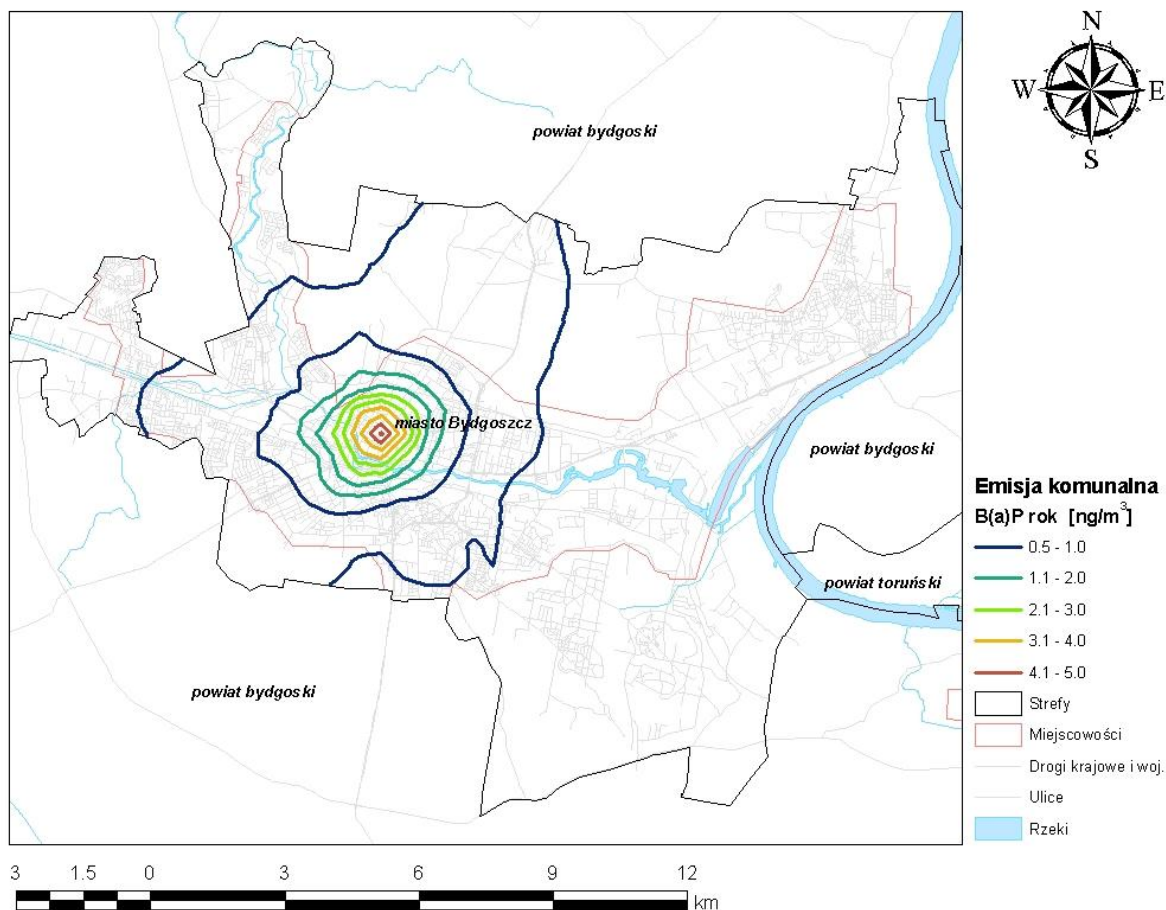 N
W E
S
powiat bydgoski
miasto Bydgoszcz
powiat bydgoski
powiat toruński
powiat bydgoski
Emisja komunalna
B(a)P rok [ng/m³]
0.5 - 1.0
1.1 - 2.0
2.1 - 3.0
3.1 - 4.0
4.1 - 5.0
Strefy
Miejscowości
Drogi krajowe i woj.
Ulice
Rzeki
3 1.5 0 3 6 9 12
km